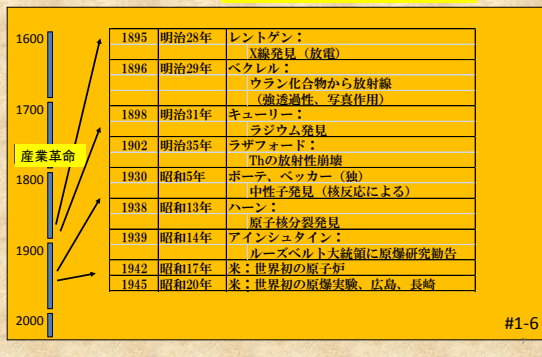 1600
1700
産業革命
1800
1900
2000
1895 明治28年 レントゲン：
X線発見（放電）
1896 明治29年 ベクレル：
ウラン化合物から放射線
（強透過性、写真作用）
1898 明治31年 キューリー：
ラジウム発見
1902 明治35年 ラザフォード：
Thの放射性崩壊
1930 昭和5年 ボーテ、ベッカー（独）
中性子発見（核反応による）
1938 昭和13年 ハーン：
原子核分裂発見
1939 昭和14年 アインシュタイン：
ルーズベルト大統領に原爆研究勧告
1942 昭和17年 米：世界初の原子炉
1945 昭和20年 米：世界初の原爆実験、広島、長崎
#1-6